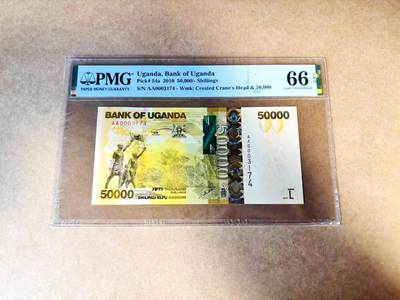 PMG
PAPER MONEY GUARANTY
Uganda, Bank of Uganda
Pick# 54a 2010 50,000/- Shillings
S/N AA0003174 - Wmk: Crested Crane's Head & 50,000
66
BANK OF UGANDA
AA0003174
50000
50000
AA0003174
50000
FIFTY THOUSAND
SHILLINGS